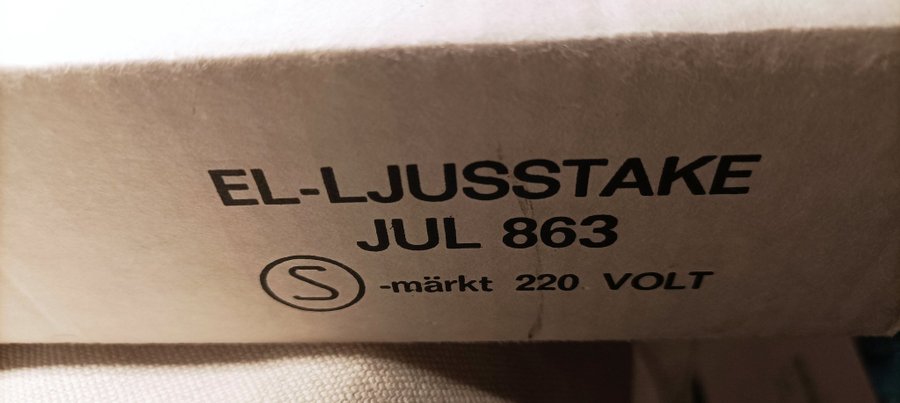 EL-LJUSSTAKE
JUL 863
Ⓢ-märkt 220 VOLT